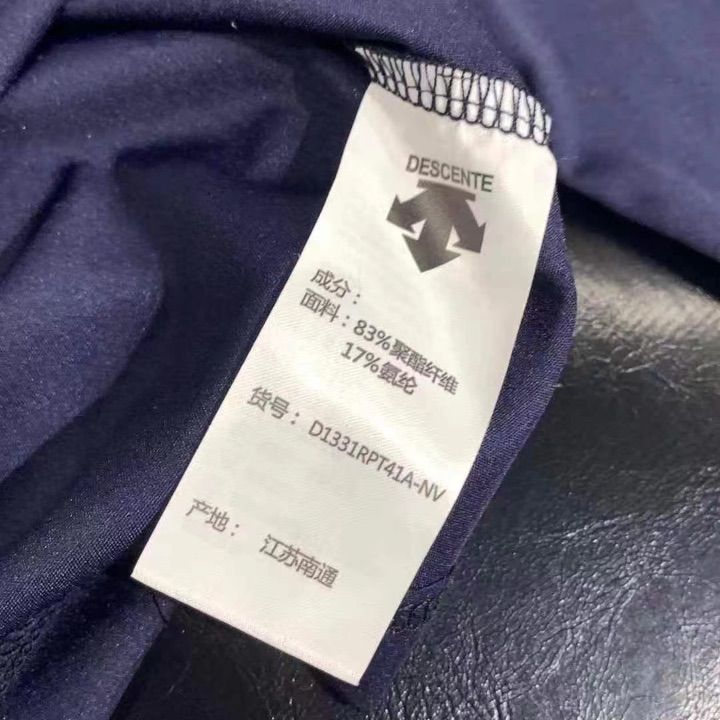 DESCENTE
成分：
面料：83%聚酯纤维
17%氨纶
货号：D1331RPT41A-NV
产地：江苏南通